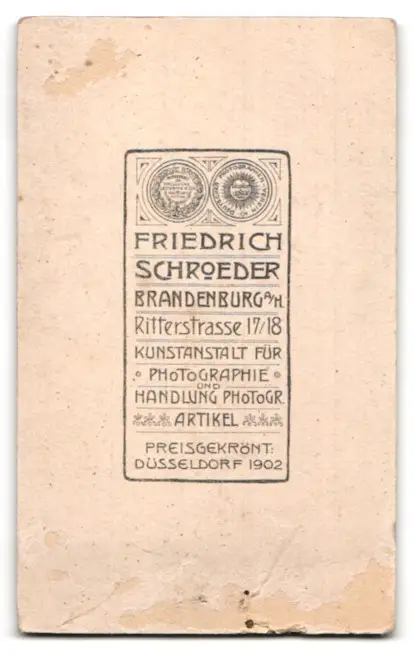 FRIEDRICH
SCHROEDER
BRANDENBURG A/H.
Ritterstrasse 17/18
KUNSTANSTALT FÜR
PHOTOGRAPHIE
UND
HANDLUNG PHOTOGR.
ARTIKEL
PREISGEKRÖNT:
DÜSSELDORF 1902